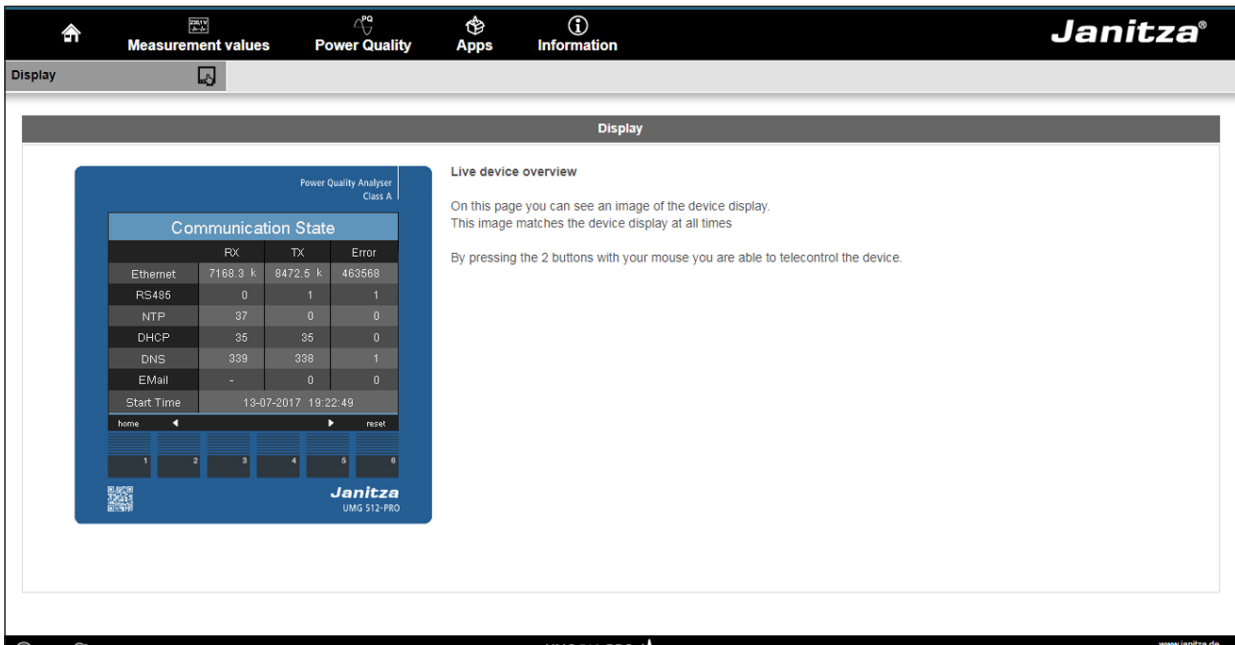 230,1 V
PQ
Measurement values Power Quality Apps Information
Janitza®
Display
Display
Power Quality Analyser
Class A
Communication State
RX TX Error
Ethernet 7168.3 k 8472.5 k 463568
RS485 0 1 1
NTP 37 0 0
DHCP 35 35 0
DNS 339 338 1
EMail - 0 0
Start Time 13-07-2017 19:22:49
home reset
1 2 3 4 5 6
Janitza
UMG 512-PRO
Live device overview
On this page you can see an image of the device display.
This image matches the device display at all times
By pressing the 2 buttons with your mouse you are able to telecontrol the device.
www.janitza.de